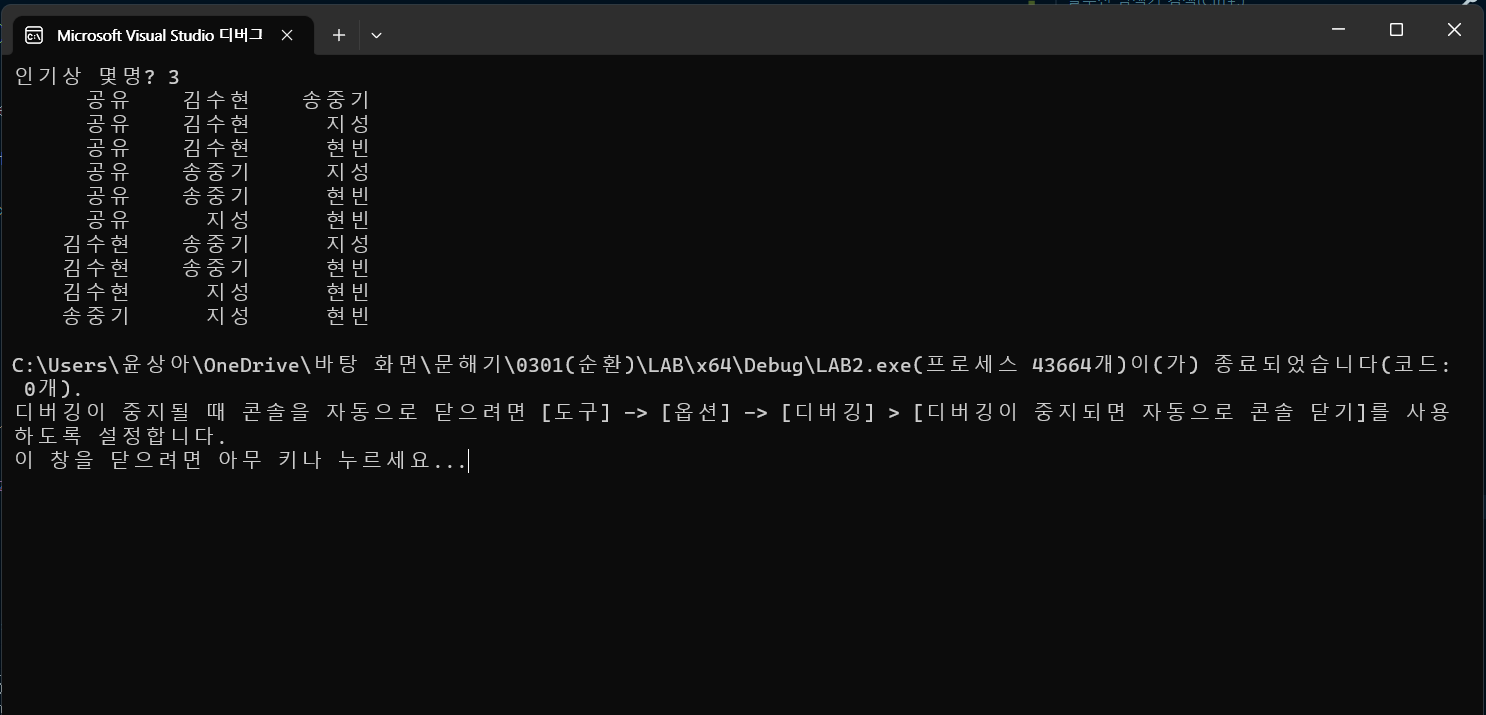 Microsoft Visual Studio 디버그
인기상 몇명? 3
공유 김수현 송중기
공유 김수현 지성
공유 김수현 현빈
공유 송중기 지성
공유 송중기 현빈
공유 지성 현빈
김수현 송중기 지성
김수현 송중기 현빈
김수현 지성 현빈
송중기 지성 현빈
C:\Users\윤상아\OneDrive\바탕 화면\문해기\0301(순환)\LAB\x64\Debug\LAB2.exe(프로세스 43664개)이(가) 종료되었습니다(코드:
0개).
디버깅이 중지될 때 콘솔을 자동으로 닫으려면 [도구] -> [옵션] -> [디버깅] > [디버깅이 중지되면 자동으로 콘솔 닫기]를 사용
하도록 설정합니다.
이 창을 닫으려면 아무 키나 누르세요...